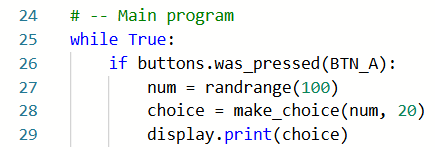 24 # -- Main program
25 while True:
26     if buttons.was_pressed(BTN_A):
27         num = randrange(100)
28         choice = make_choice(num, 20)
29         display.print(choice)